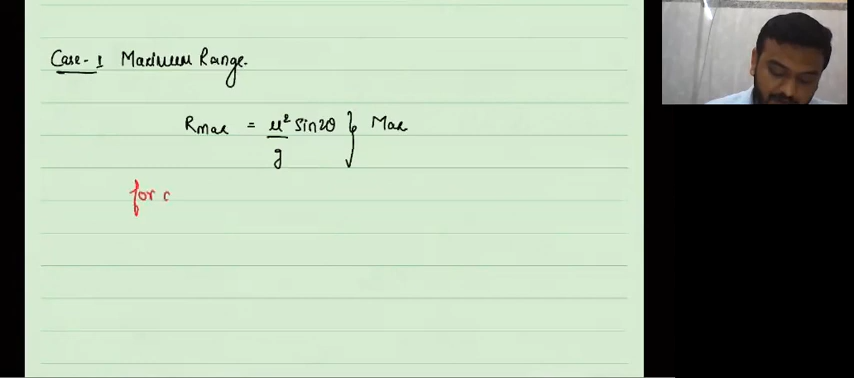 Case-1 Maximum Range.
Rmax = u² sin2θ / g } Max
for a